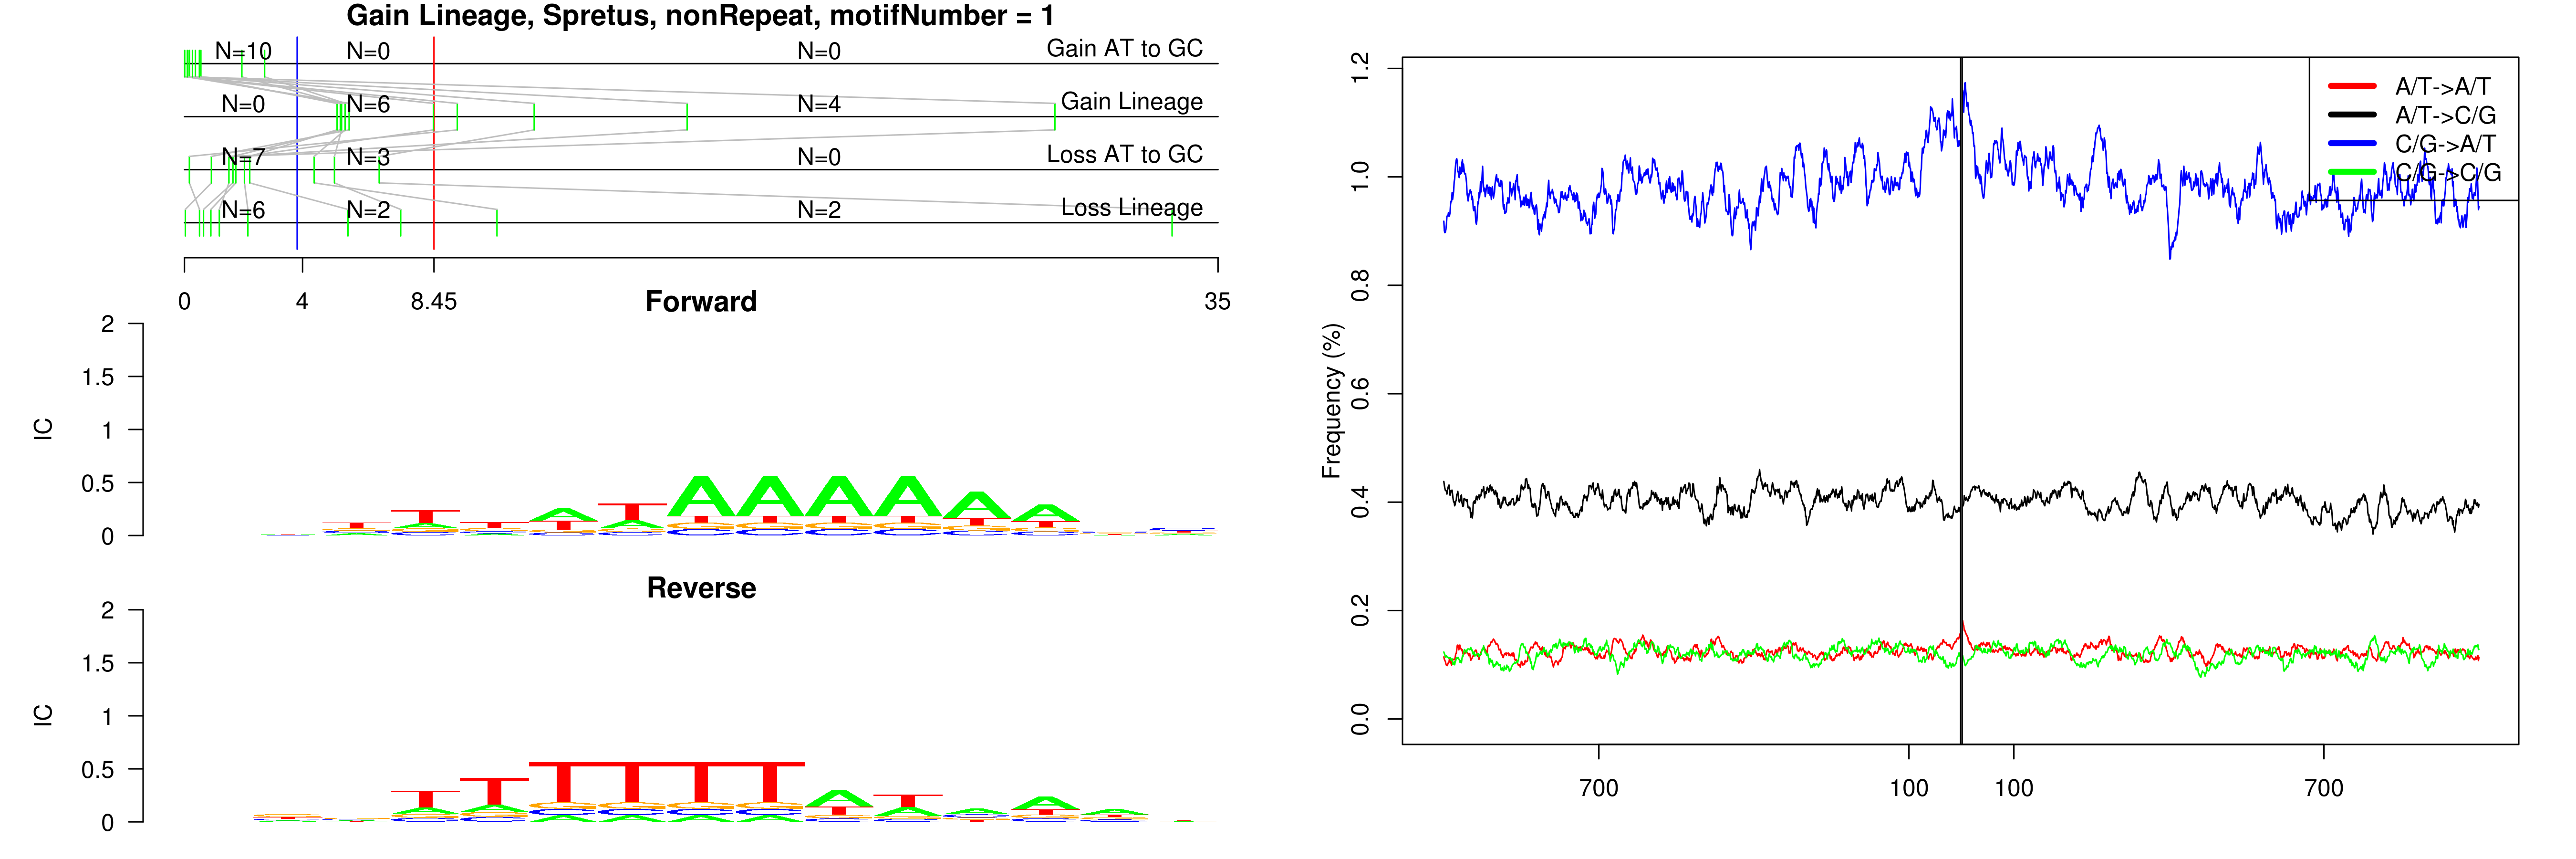 Gain Lineage, Spretus, nonRepeat, motifNumber = 1
N=10 N=0 N=0 Gain AT to GC
N=0 N=6 N=4 Gain Lineage
N=7 N=3 N=0 Loss AT to GC
N=6 N=2 N=2 Loss Lineage
0 4 8.45 35
Forward
2
1.5
1
0.5
0
IC
Reverse
2
1.5
1
0.5
0
IC
1.2
1.0
0.8
0.6
0.4
0.2
0.0
Frequency (%)
A/T->A/T
A/T->C/G
C/G->A/T
C/G->C/G
700 100 100 700